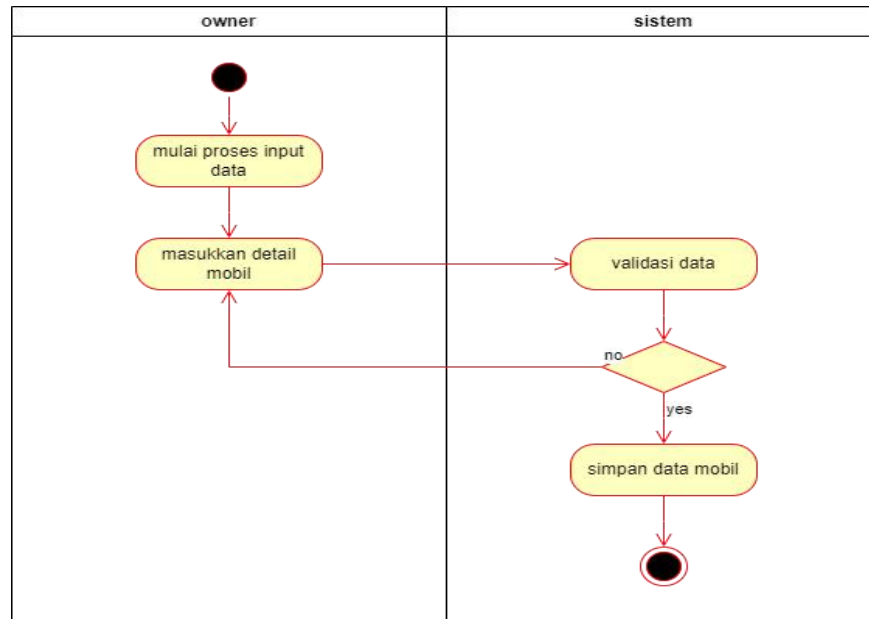 owner
sistem
mulai proses input
data
masukkan detail
mobil
validasi data
no
yes
simpan data mobil